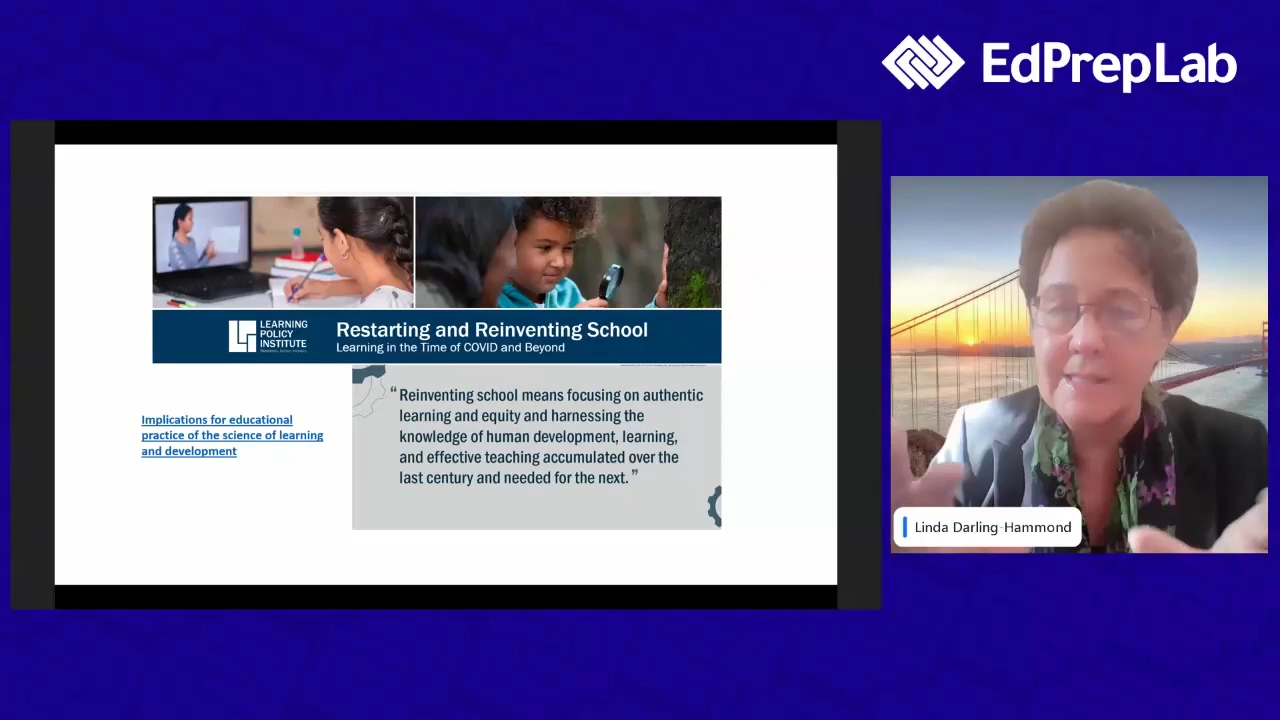 EdPrepLab
LEARNING
POLICY
INSTITUTE
Restarting and Reinventing School
Learning in the Time of COVID and Beyond
“Reinventing school means focusing on authentic
learning and equity and harnessing the
knowledge of human development, learning,
and effective teaching accumulated over the
last century and needed for the next.”
Implications for educational
practice of the science of learning
and development
Linda Darling-Hammond